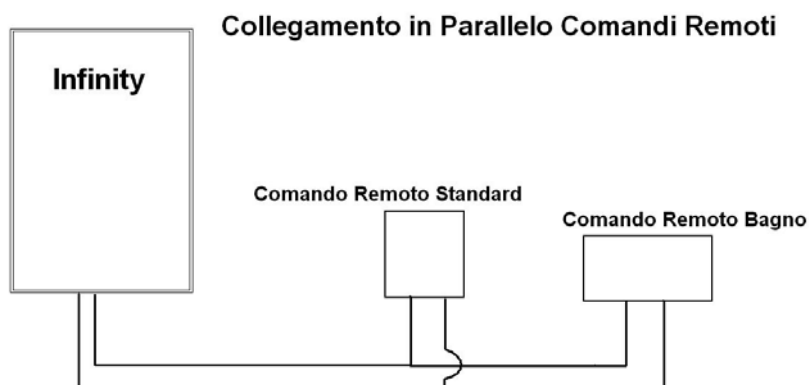 Collegamento in Parallelo Comandi Remoti
Infinity
Comando Remoto Standard
Comando Remoto Bagno